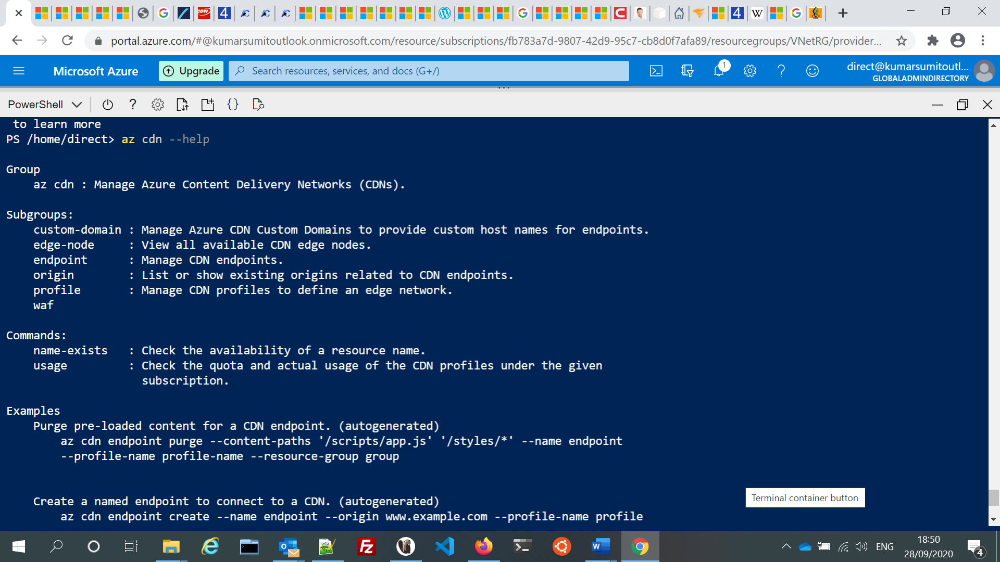 portal.azure.com/#@kumarsumitoutlook.onmicrosoft.com/resource/subscriptions/fb783a7d-9807-42d9-95c7-cb8d0f7afa89/resourcegroups/VNetRG/provider...
Microsoft Azure
Upgrade
Search resources, services, and docs (G+/)
1
direct@kumarsumitoutl...
GLOBALADMINDIRECTORY
PowerShell
to learn more
PS /home/direct> az cdn --help
Group
az cdn : Manage Azure Content Delivery Networks (CDNs).
Subgroups:
custom-domain : Manage Azure CDN Custom Domains to provide custom host names for endpoints.
edge-node : View all available CDN edge nodes.
endpoint : Manage CDN endpoints.
origin : List or show existing origins related to CDN endpoints.
profile : Manage CDN profiles to define an edge network.
waf
Commands:
name-exists : Check the availability of a resource name.
usage : Check the quota and actual usage of the CDN profiles under the given
subscription.
Examples
Purge pre-loaded content for a CDN endpoint. (autogenerated)
az cdn endpoint purge --content-paths '/scripts/app.js' '/styles/*' --name endpoint
--profile-name profile-name --resource-group group
Create a named endpoint to connect to a CDN. (autogenerated)
az cdn endpoint create --name endpoint --origin www.example.com --profile-name profile
Terminal container button
ENG
18:50
28/09/2020
4